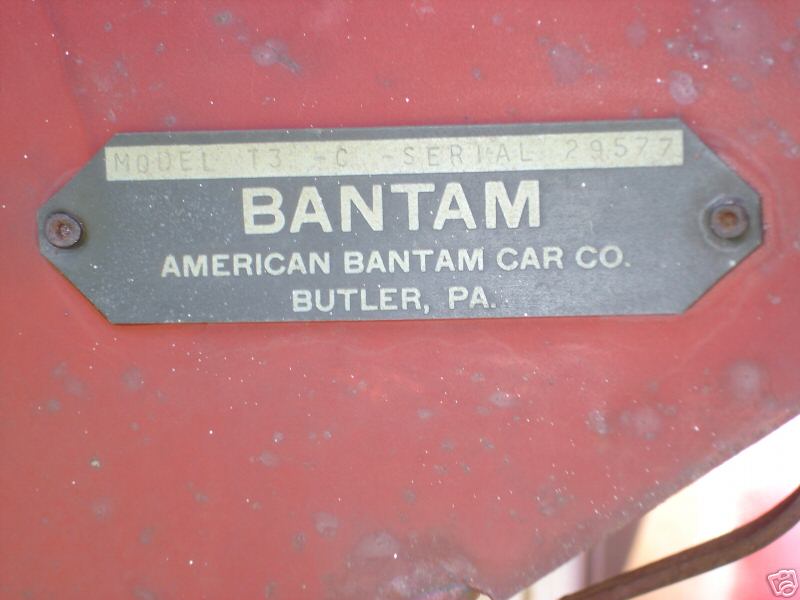 MODEL T3 -C -SERIAL 29577
BANTAM
AMERICAN BANTAM CAR CO.
BUTLER, PA.